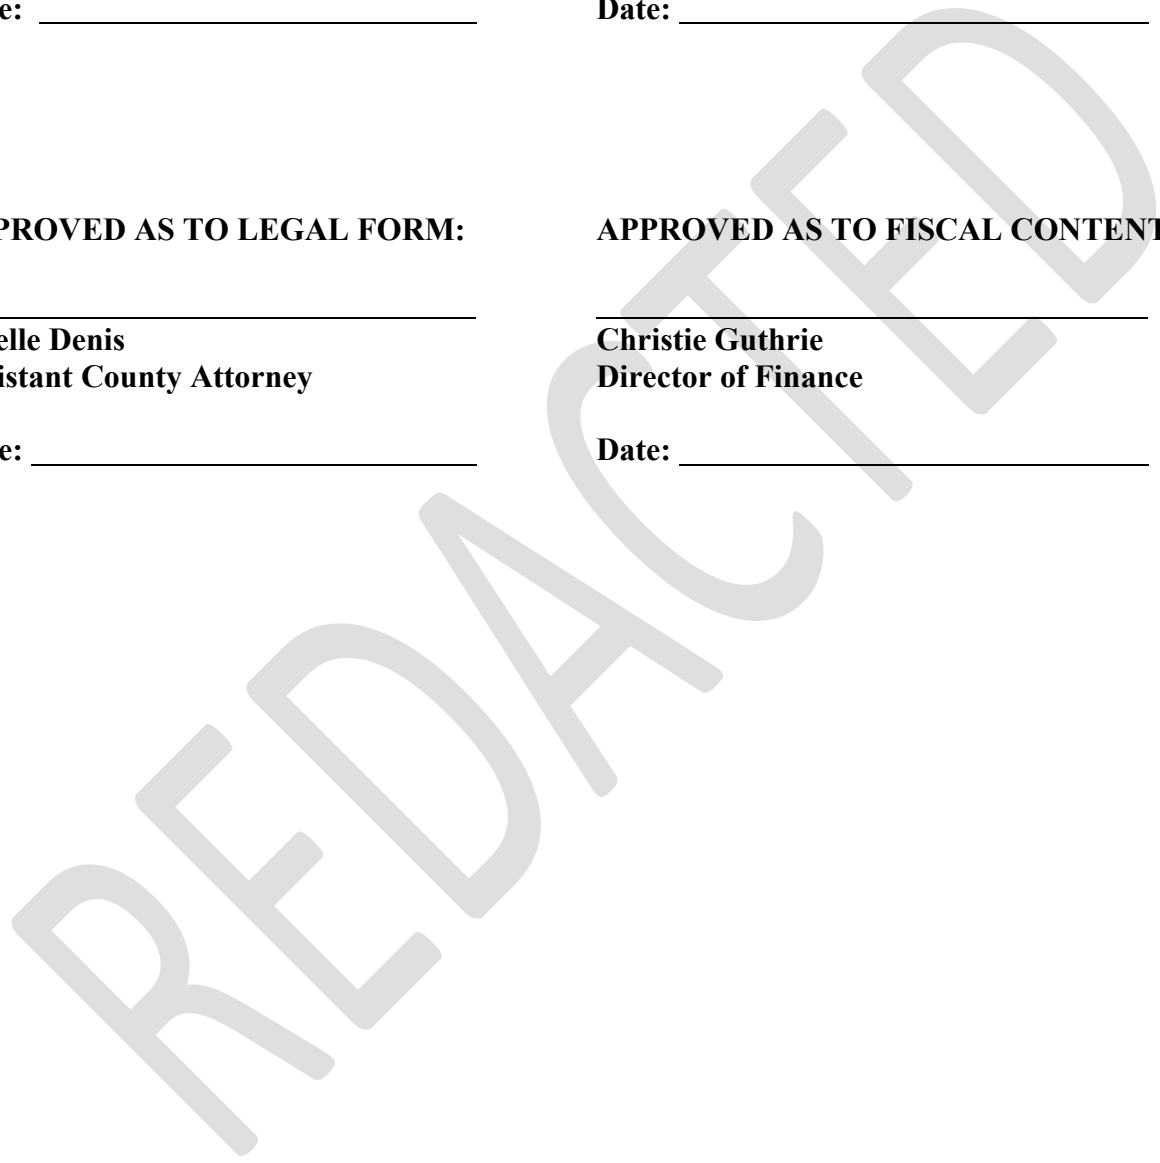 e: Date:
PROVED AS TO LEGAL FORM: APPROVED AS TO FISCAL CONTENT
elle Denis Christie Guthrie
istant County Attorney Director of Finance
e: Date:
REDACTED